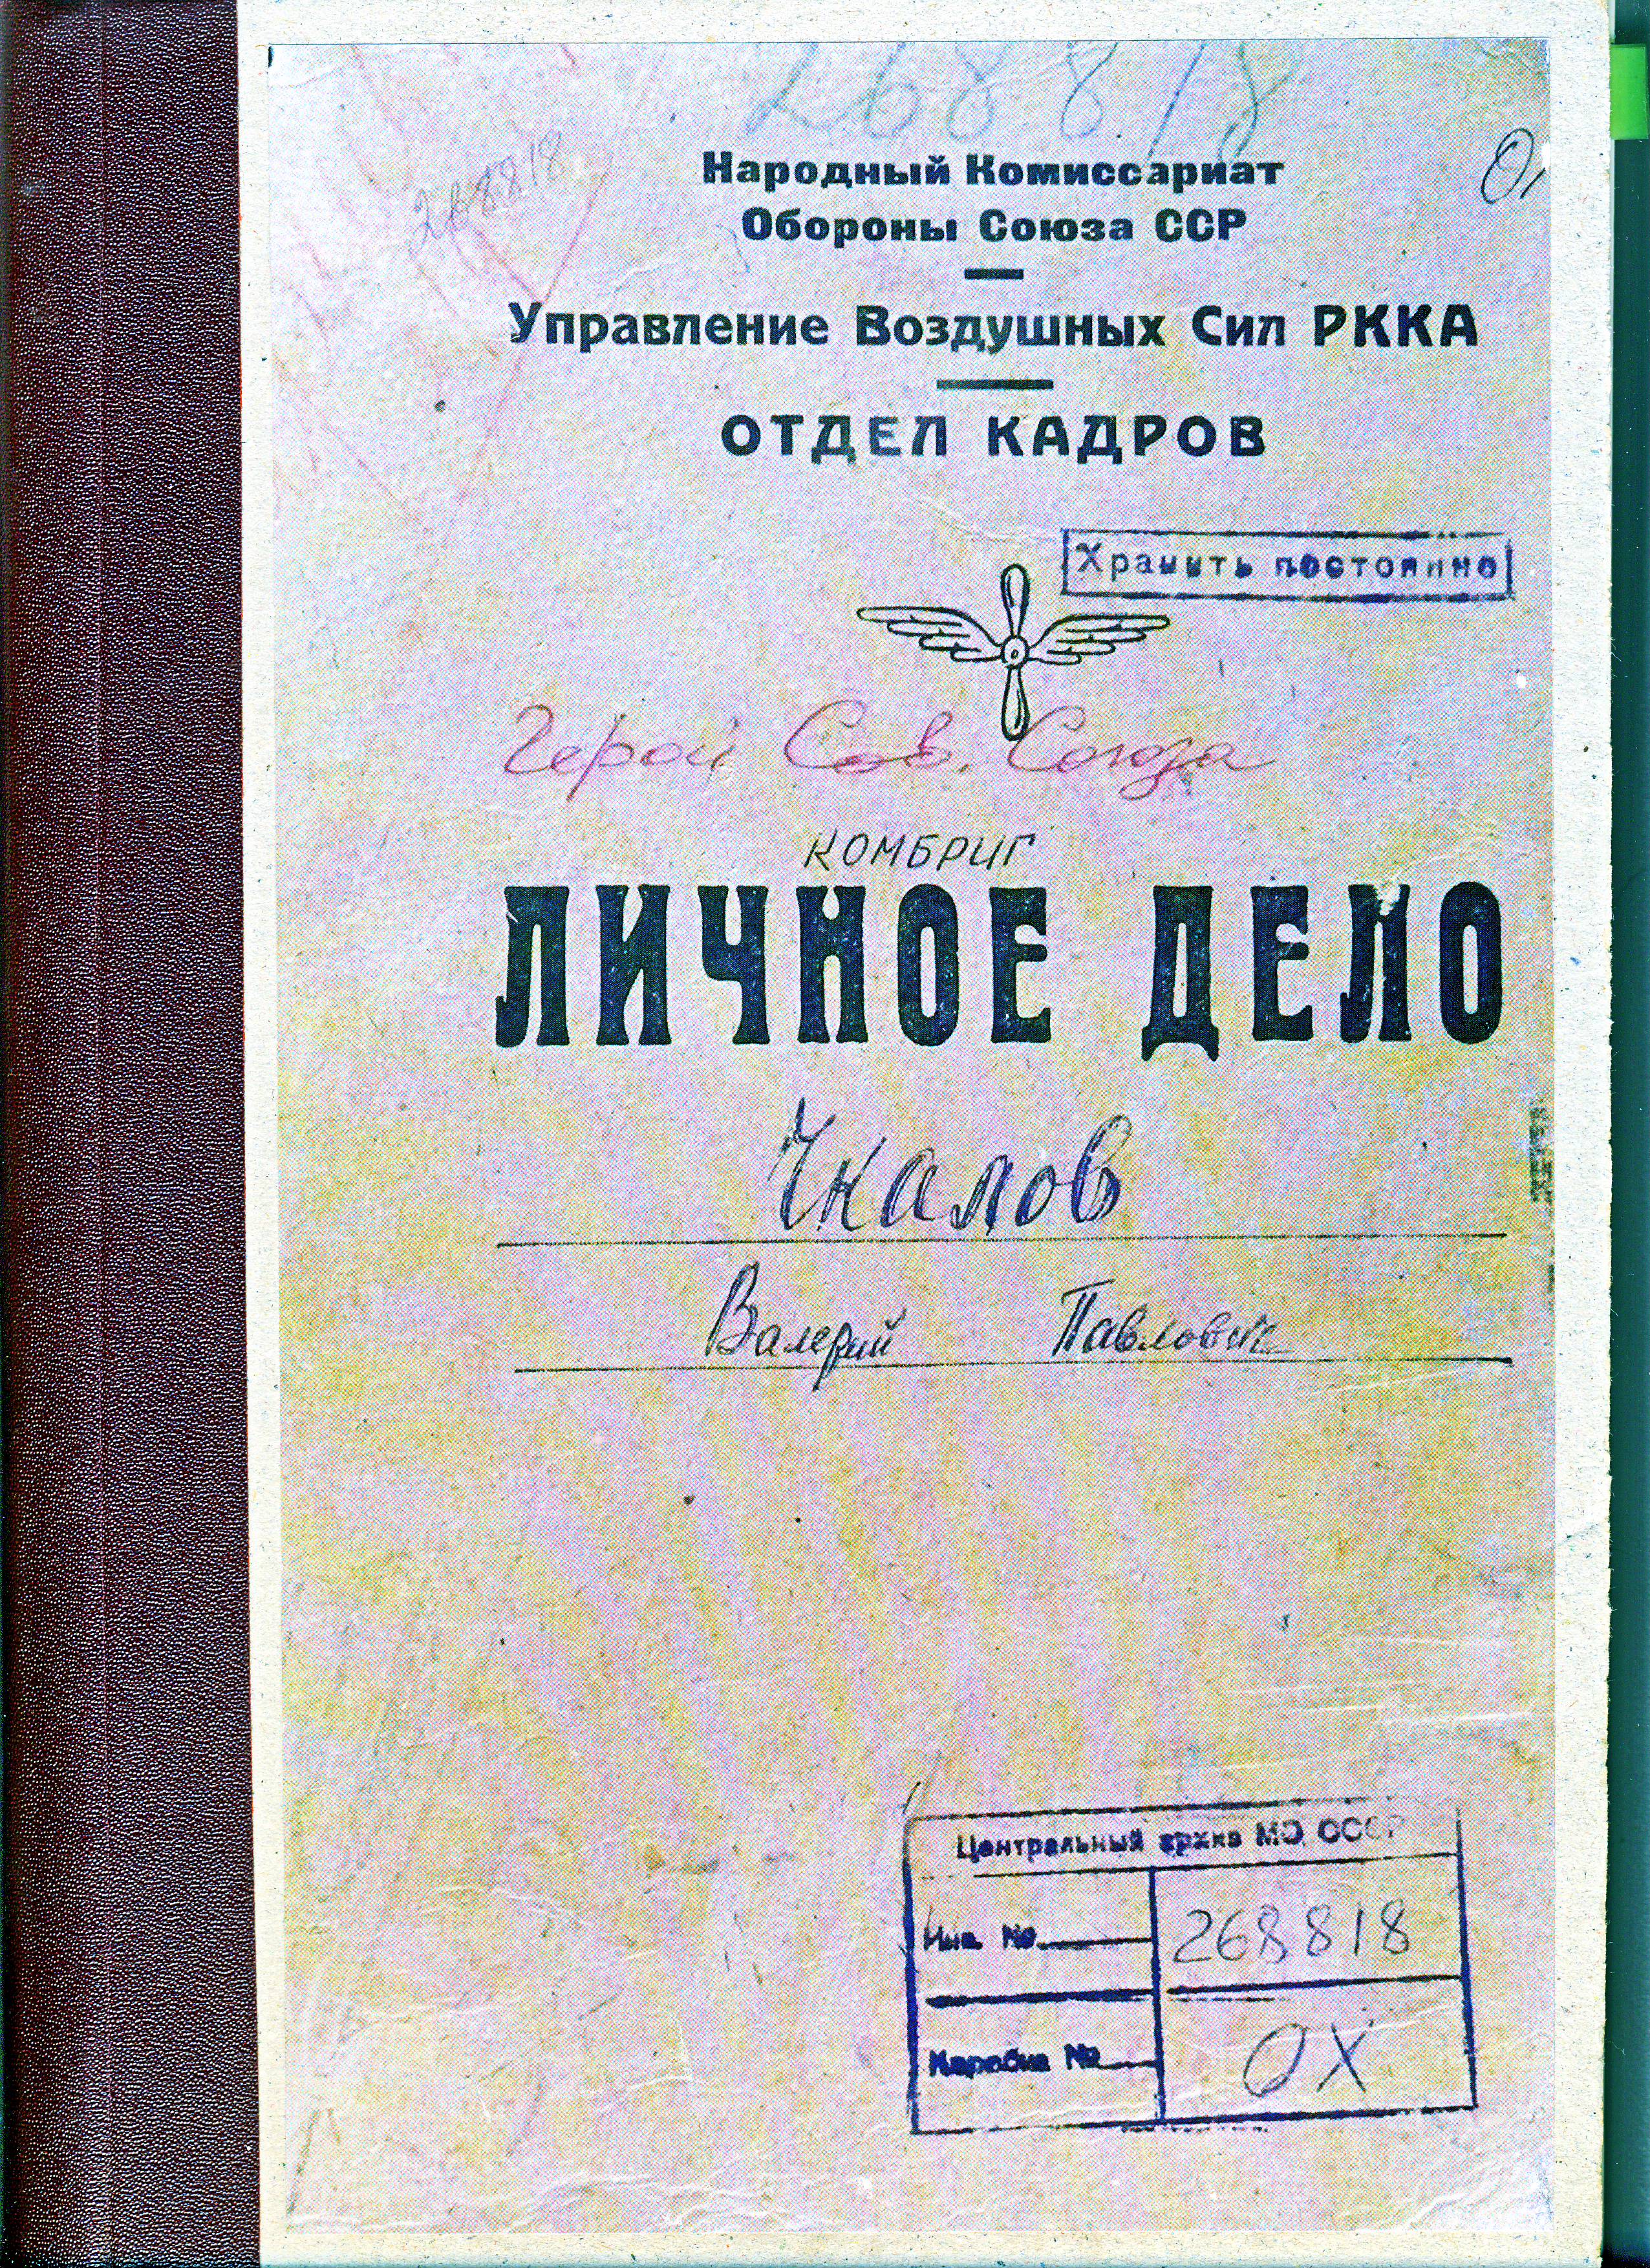 268818
268818
Народный Комиссариат
Обороны Союза ССР
Управление Воздушных Сил РККА
ОТДЕЛ КАДРОВ
Хранить постоянно
Герой Сов. Союза
КОМБРИГ
ЛИЧНОЕ ДЕЛО
Чкалов
Валерий Павлович
Центральный архив МО СССР
Инв. № 268818
Коробка № ОХ